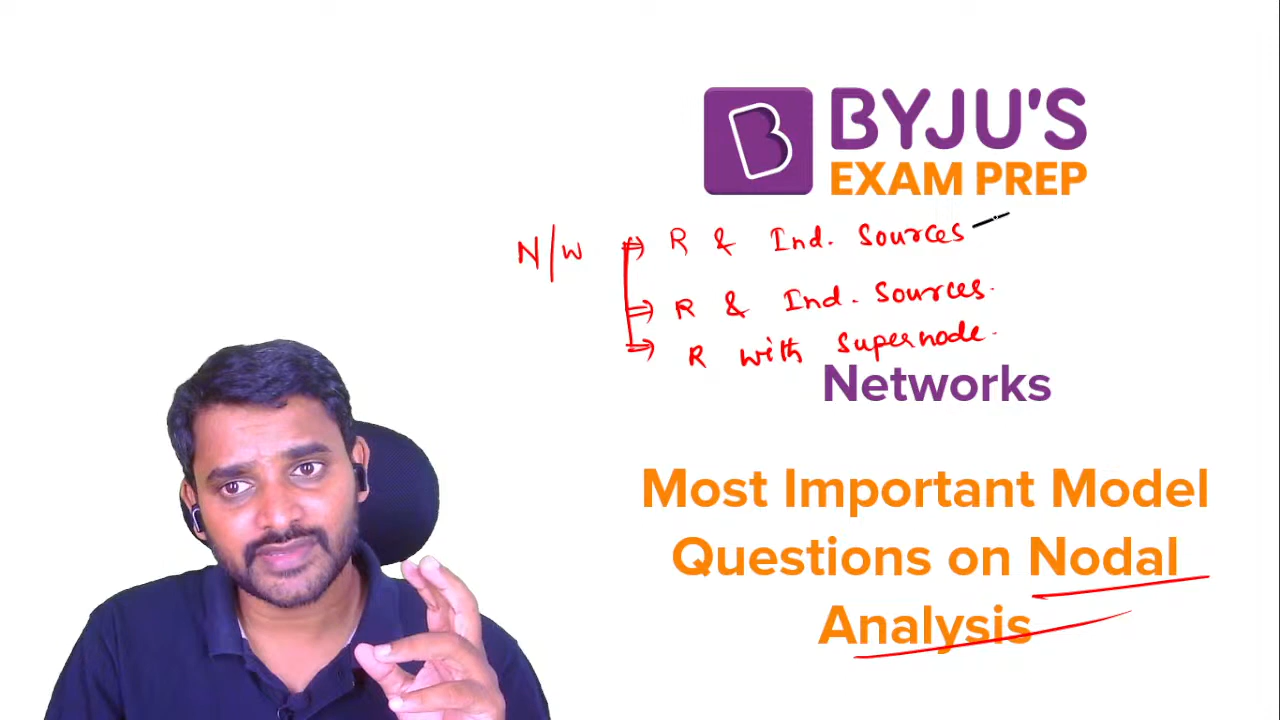 BYJU'S
EXAM PREP
N/W ⇒ R & Ind. Sources
⇒ R & Ind. Sources.
⇒ R with Supernode.
Networks
Most Important Model
Questions on Nodal
Analysis